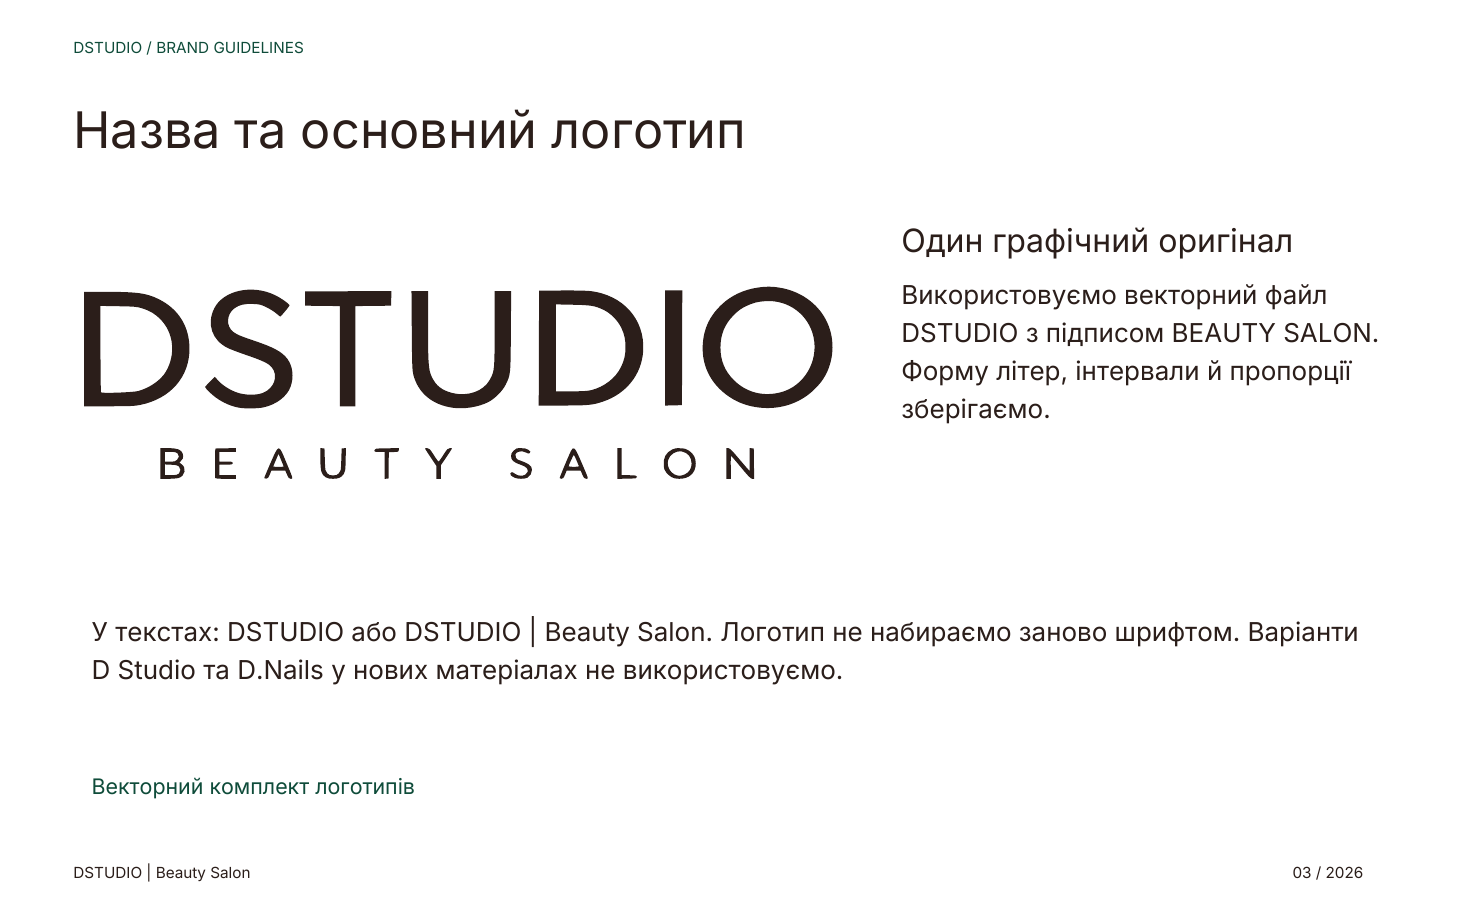 DSTUDIO / BRAND GUIDELINES
Назва та основний логотип
DSTUDIO
BEAUTY SALON
Один графічний оригінал
Використовуємо векторний файл
DSTUDIO з підписом BEAUTY SALON.
Форму літер, інтервали й пропорції
зберігаємо.
У текстах: DSTUDIO або DSTUDIO | Beauty Salon. Логотип не набираємо заново шрифтом. Варіанти
D Studio та D.Nails у нових матеріалах не використовуємо.
Векторний комплект логотипів
DSTUDIO | Beauty Salon
03 / 2026